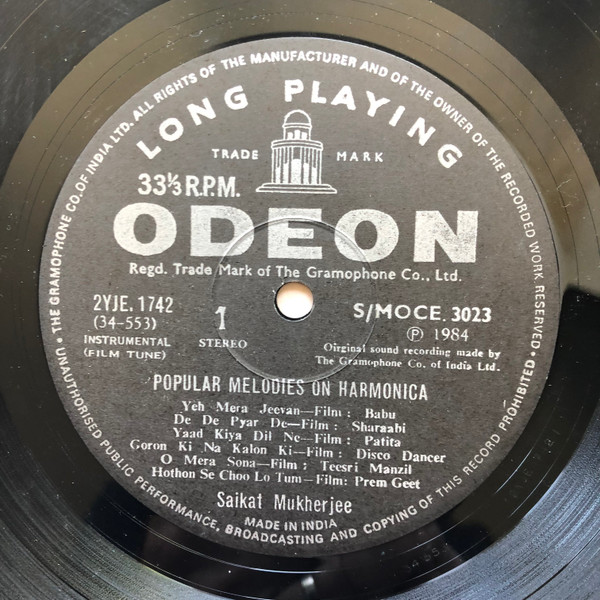 THE GRAMOPHONE CO. OF INDIA LTD. ALL RIGHTS OF THE MANUFACTURER AND OF THE OWNER OF THE RECORDED WORK RESERVED •
LONG PLAYING
TRADE MARK
33⅓ R.P.M.
ODEON
Regd. Trade Mark of The Gramophone Co., Ltd.
2YJE. 1742
(34-553)
INSTRUMENTAL
(FILM TUNE)
1
STEREO
S/MOCE. 3023
Ⓟ 1984
Oirginal sound recording made by
The Gramophone Co. of India Ltd.
POPULAR MELODIES ON HARMONICA
Yeh Mera Jeevan—Film : Babu
De De Pyar De—Film : Sharaabi
Yaad Kiya Dil Ne—Film : Patita
Goron Ki Na Kalon Ki—Film : Disco Dancer
O Mera Sona—Film : Teesri Manzil
Hothon Se Choo Lo Tum—Film: Prem Geet
Saikat Mukherjee
MADE IN INDIA
UNAUTHORISED PUBLIC PERFORMANCE, BROADCASTING AND COPYING OF THIS RECORD PROHIBITED •